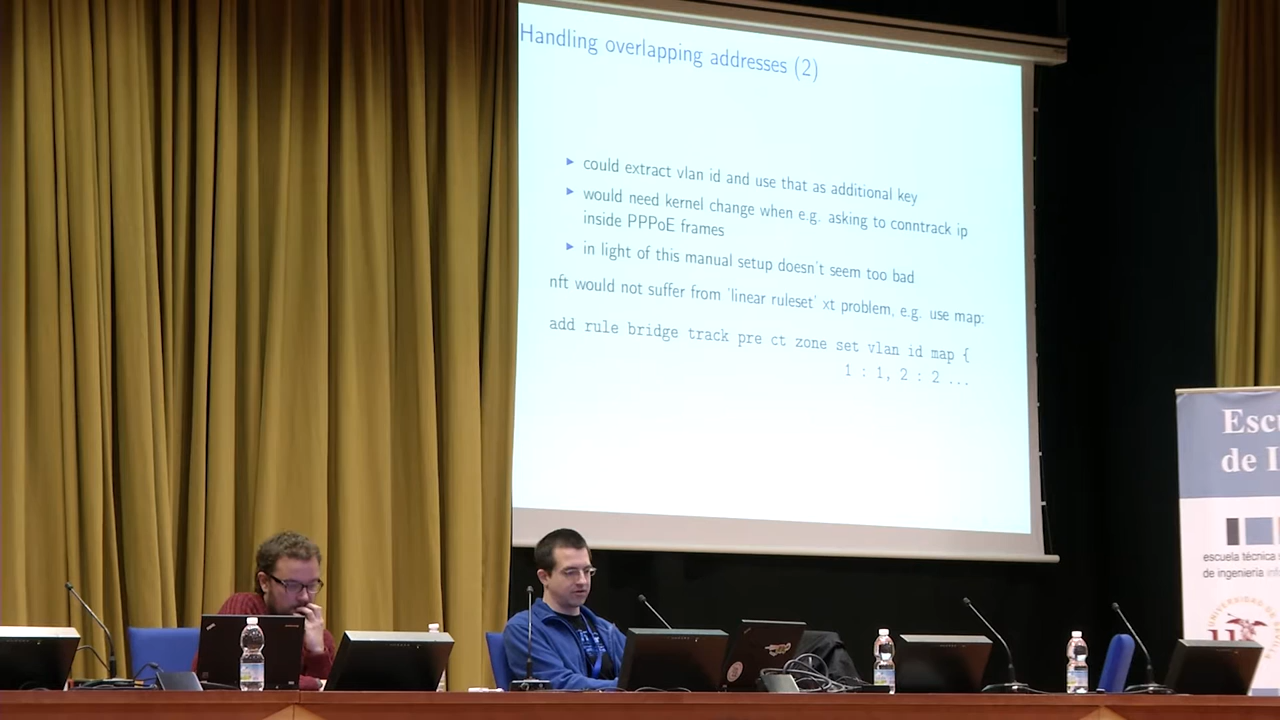 Handling overlapping addresses (2)
▶ could extract vlan id and use that as additional key
▶ would need kernel change when e.g. asking to conntrack ip
inside PPPoE frames
▶ in light of this manual setup doesn't seem too bad
nft would not suffer from 'linear ruleset' xt problem, e.g. use map:
add rule bridge track pre ct zone set vlan id map {
1 : 1, 2 : 2 ...
Escu
de I
escuela técnica
de ingeniería inf